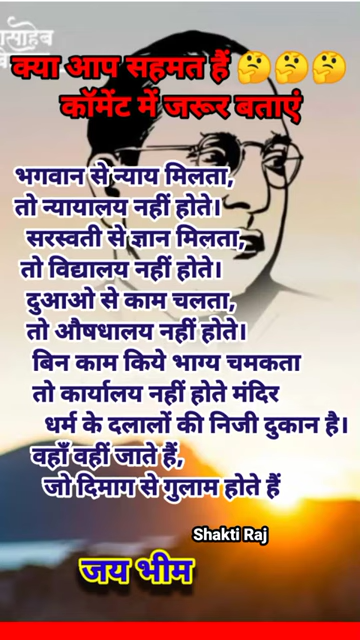 क्या आप सहमत हैं 🤔🤔🤔
कॉमेंट में जरूर बताएं
भगवान से न्याय मिलता,
तो न्यायालय नहीं होते।
सरस्वती से ज्ञान मिलता,
तो विद्यालय नहीं होते।
दुआओ से काम चलता,
तो औषधालय नहीं होते।
बिन काम किये भाग्य चमकता
तो कार्यालय नहीं होते मंदिर
धर्म के दलालों की निजी दुकान है।
वहाँ वहीं जाते हैं,
जो दिमाग से गुलाम होते हैं
Shakti Raj
जय भीम